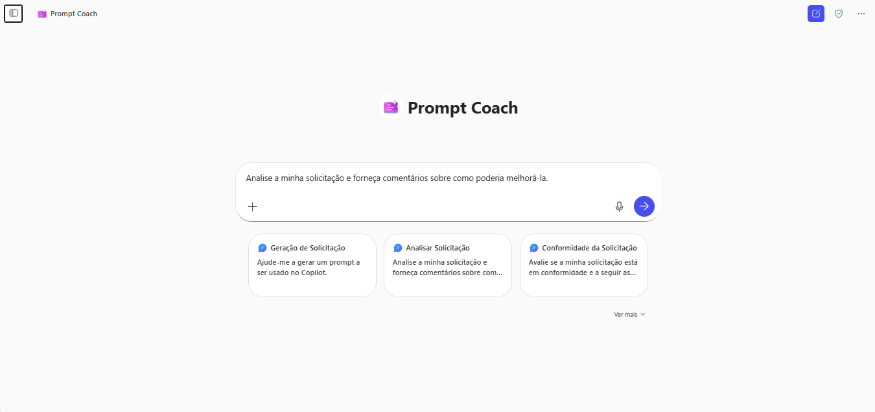 Prompt Coach
Prompt Coach
Analise a minha solicitação e forneça comentários sobre como poderia melhorá-la.
Geração de Solicitação
Ajude-me a gerar um prompt a
ser usado no Copilot.
Analisar Solicitação
Analise a minha solicitação e
forneça comentários sobre com...
Conformidade da Solicitação
Avalie se a minha solicitação está
em conformidade e a seguir as...
Ver mais